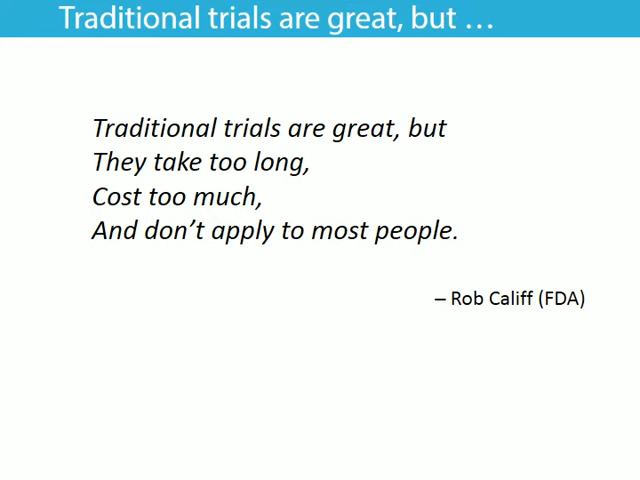 Traditional trials are great, but …
Traditional trials are great, but
They take too long,
Cost too much,
And don’t apply to most people.
– Rob Califf (FDA)